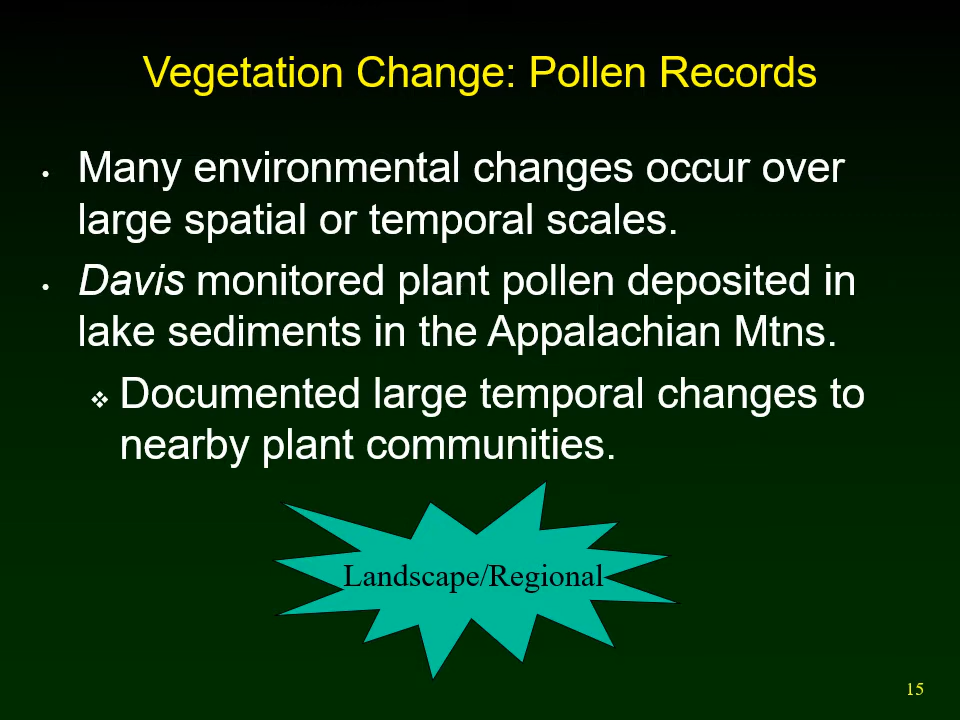 Vegetation Change: Pollen Records
• Many environmental changes occur over
large spatial or temporal scales.
• Davis monitored plant pollen deposited in
lake sediments in the Appalachian Mtns.
❖ Documented large temporal changes to
nearby plant communities.
Landscape/Regional
15